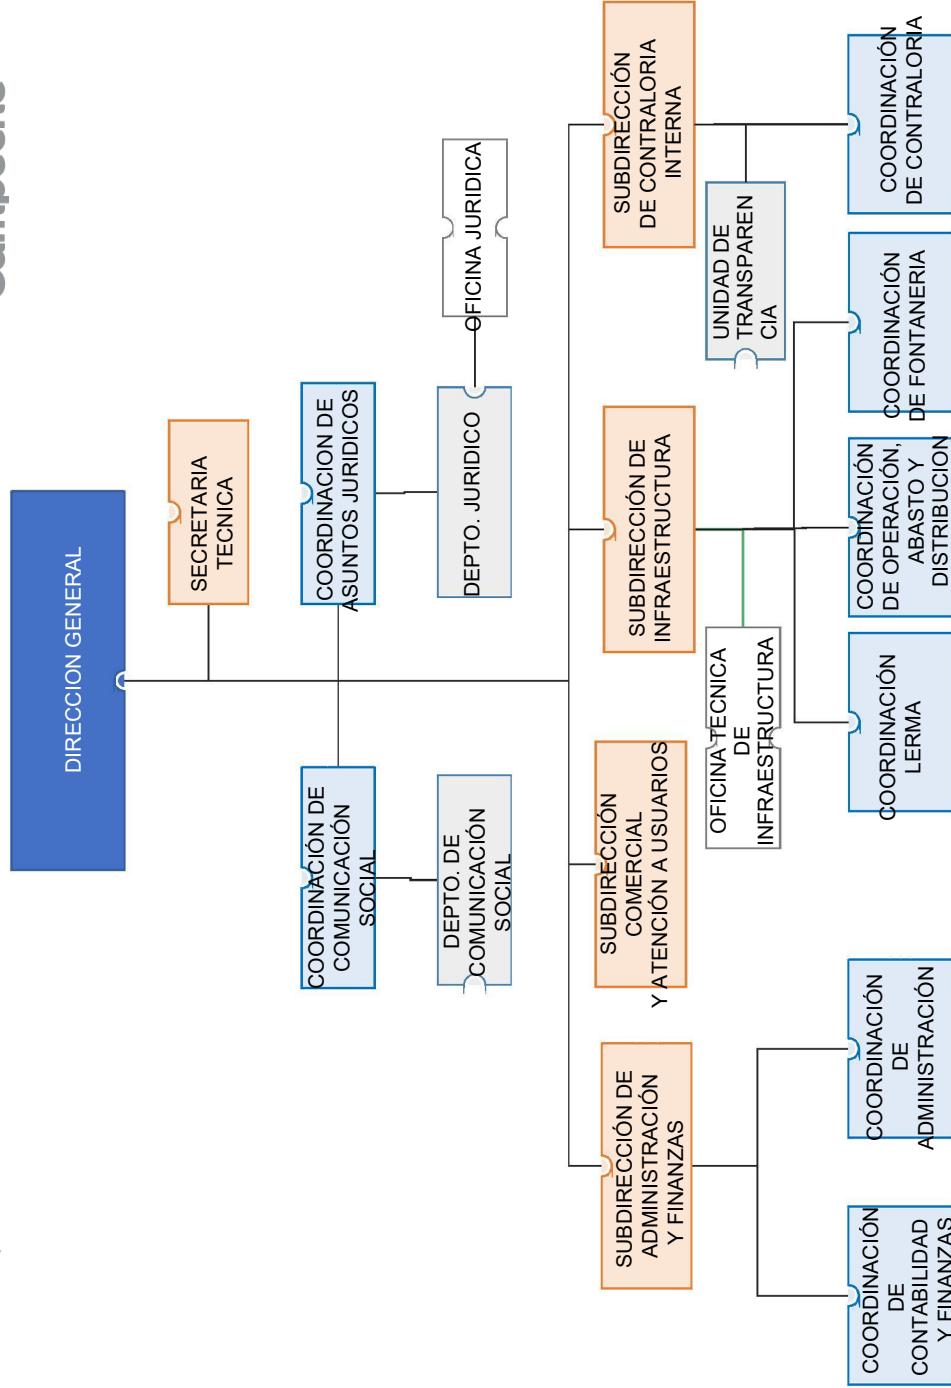 DIRECCION GENERAL
SECRETARIA
TECNICA
COORDINACIÓN DE
COMUNICACIÓN
SOCIAL
COORDINACION DE
ASUNTOS JURIDICOS
DEPTO. DE
COMUNICACIÓN
SOCIAL
DEPTO. JURIDICO
OFICINA JURIDICA
SUBDIRECCIÓN DE
ADMINISTRACIÓN
Y FINANZAS
SUBDIRECCIÓN
COMERCIAL
Y ATENCIÓN A USUARIOS
SUBDIRECCIÓN DE
INFRAESTRUCTURA
SUBDIRECCIÓN
DE CONTRALORIA
INTERNA
OFICINA TECNICA
DE
INFRAESTRUCTURA
UNIDAD DE
TRANSPAREN
CIA
COORDINACIÓN
DE
CONTABILIDAD
Y FINANZAS
COORDINACIÓN
DE
ADMINISTRACIÓN
COORDINACIÓN
LERMA
COORDINACIÓN
DE OPERACIÓN,
ABASTO Y
DISTRIBUCION
COORDINACIÓN
DE FONTANERIA
COORDINACIÓN
DE CONTRALORIA